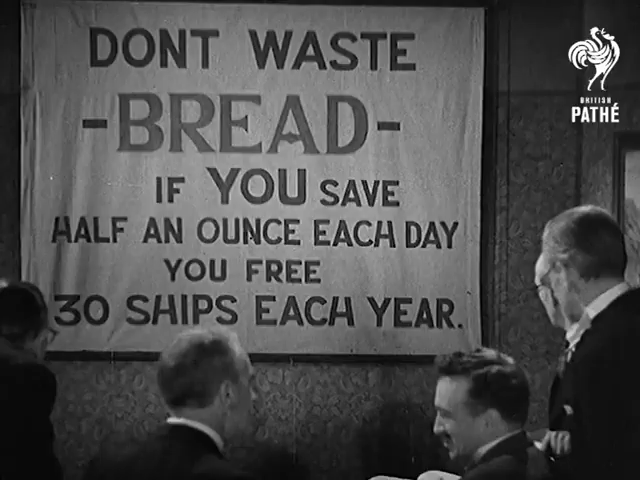 DONT WASTE
-BREAD-
IF YOU SAVE
HALF AN OUNCE EACH DAY
YOU FREE
30 SHIPS EACH YEAR.
BRITISH
PATHÉ